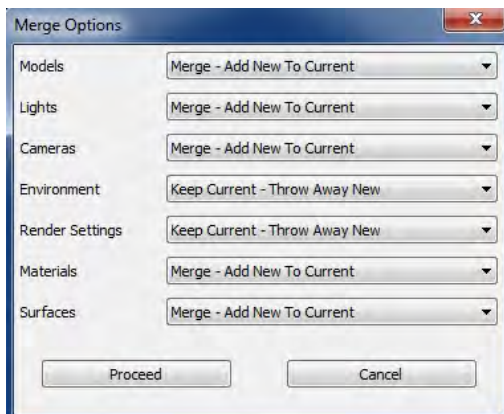 Merge Options
Models Merge - Add New To Current
Lights Merge - Add New To Current
Cameras Merge - Add New To Current
Environment Keep Current - Throw Away New
Render Settings Keep Current - Throw Away New
Materials Merge - Add New To Current
Surfaces Merge - Add New To Current
Proceed Cancel